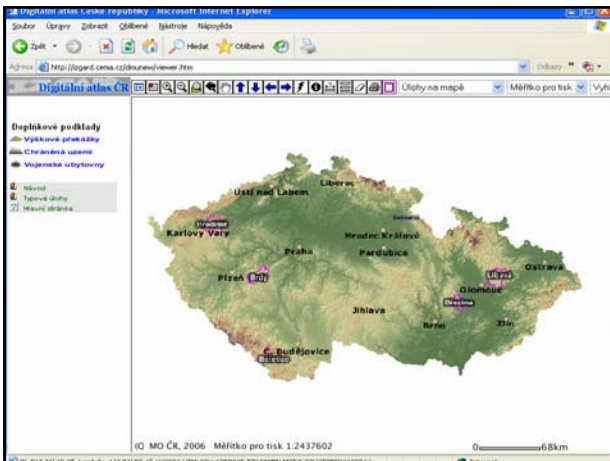 Digitální atlas České republiky - Microsoft Internet Explorer
Soubor Úpravy Zobrazit Oblíbené Nástroje Nápověda
Zpět Hledat Oblíbené
Adresa http://izgard.cenia.cz/dmunew/viewer.htm Odkazy
Digitální atlas ČR Úlohy na mapě Měřítko pro tisk
Doplňkové podklady
Výškové překážky
Chráněná uzemí
Vojenské ubytovny
Návod
Typové úlohy
Hlavní stránka
Liberec
Ústí nad Labem
Hradiště
Karlovy Vary
Hradec Králové
Praha
Pardubice
Ostrava
Plzeň
Brdy
Libavá
Olomouc
Březina
Jihlava
Brno
Zlín
Č. Budějovice
Boletice
(C) MO ČR, 2006 Měřítko pro tisk 1:2437602
0 68km